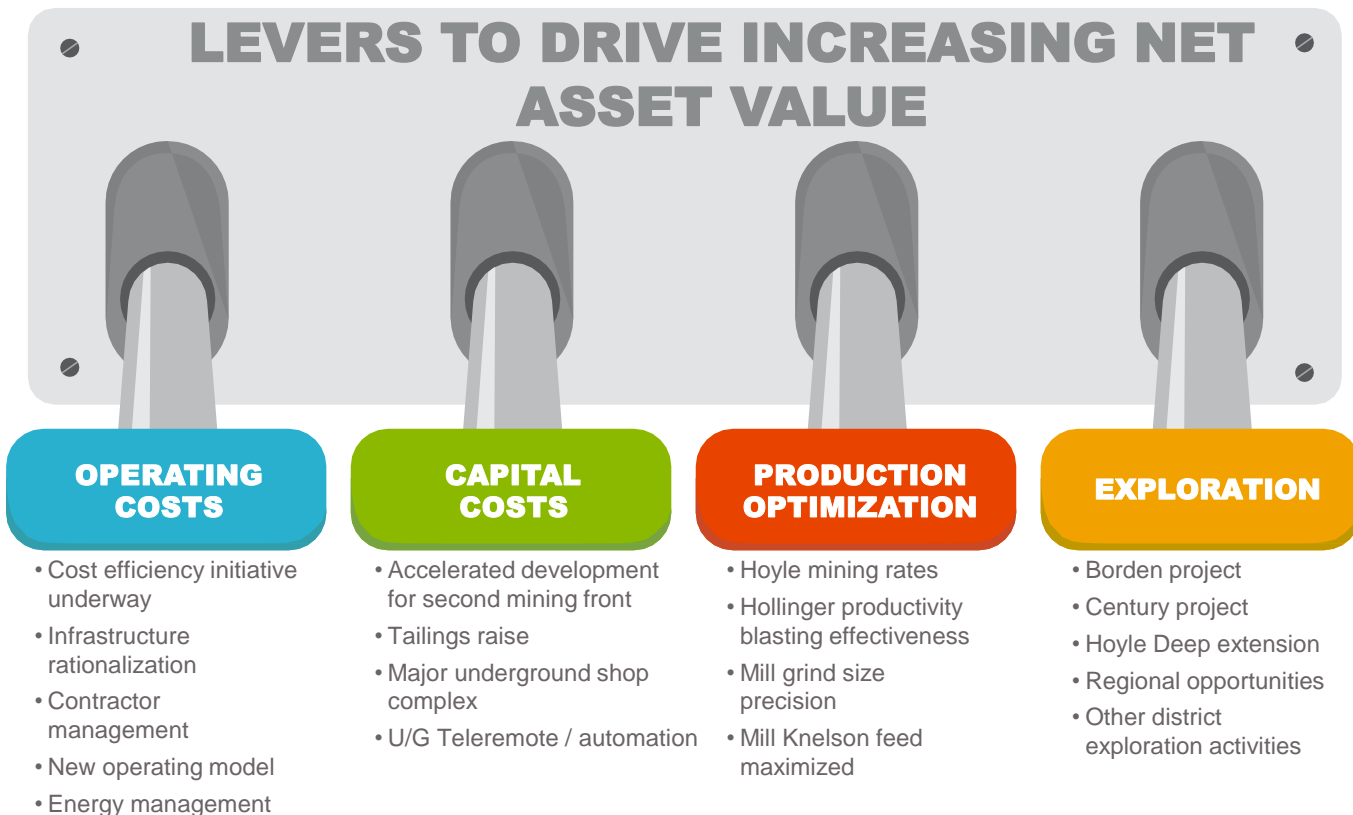 LEVERS TO DRIVE INCREASING NET
ASSET VALUE
OPERATING
COSTS
• Cost efficiency initiative
underway
• Infrastructure
rationalization
• Contractor
management
• New operating model
• Energy management
CAPITAL
COSTS
• Accelerated development
for second mining front
• Tailings raise
• Major underground shop
complex
• U/G Teleremote / automation
PRODUCTION
OPTIMIZATION
• Hoyle mining rates
• Hollinger productivity
blasting effectiveness
• Mill grind size
precision
• Mill Knelson feed
maximized
EXPLORATION
• Borden project
• Century project
• Hoyle Deep extension
• Regional opportunities
• Other district
exploration activities